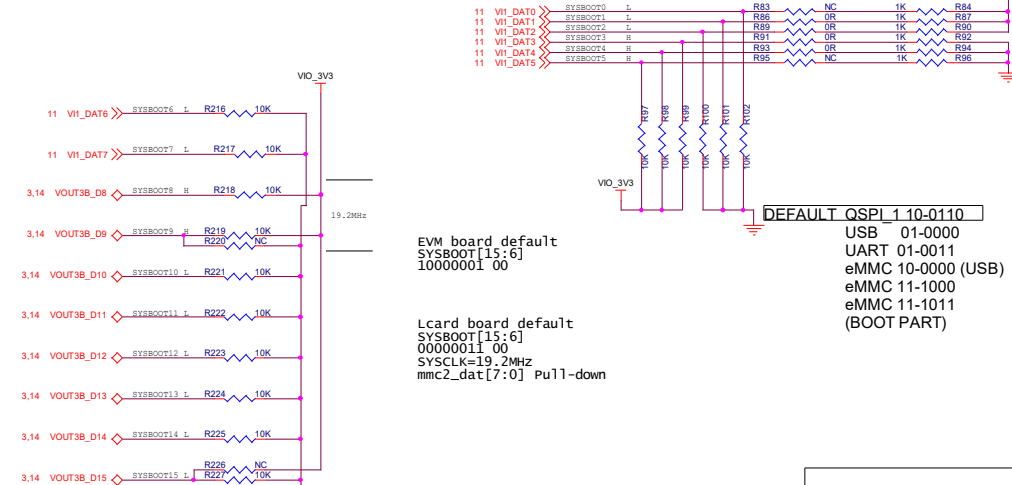 11 VI1_DAT0 SYSBOOT0 L R83 NC 1K R84
11 VI1_DAT1 SYSBOOT1 L R86 0R 1K R87
11 VI1_DAT2 SYSBOOT2 L R89 0R 1K R90
11 VI1_DAT3 SYSBOOT3 H R91 0R 1K R92
11 VI1_DAT4 SYSBOOT4 H R93 0R 1K R94
11 VI1_DAT5 SYSBOOT5 H R95 NC 1K R96
R97 R98 R99 R100 R101 R102
10K 10K 10K 10K 10K 10K
VIO_3V3
VIO_3V3
11 VI1_DAT6 SYSBOOT6 L R216 10K
11 VI1_DAT7 SYSBOOT7 L R217 10K
3,14 VOUT3B_D8 SYSBOOT8 H R218 10K
19.2MHz
3,14 VOUT3B_D9 SYSBOOT9 H R219 10K
R220 NC
3,14 VOUT3B_D10 SYSBOOT10 L R221 10K
3,14 VOUT3B_D11 SYSBOOT11 L R222 10K
3,14 VOUT3B_D12 SYSBOOT12 L R223 10K
3,14 VOUT3B_D13 SYSBOOT13 L R224 10K
3,14 VOUT3B_D14 SYSBOOT14 L R225 10K
R226 NC
3,14 VOUT3B_D15 SYSBOOT15 L R227 10K
EVM board default
SYSBOOT[15:6]
10000001 00
Lcard board default
SYSBOOT[15:6]
00000011 00
SYSCLK=19.2MHz
mmc2_dat[7:0] Pull-down
DEFAULT QSPI_1 10-0110
USB 01-0000
UART 01-0011
eMMC 10-0000 (USB)
eMMC 11-1000
eMMC 11-1011
(BOOT PART)